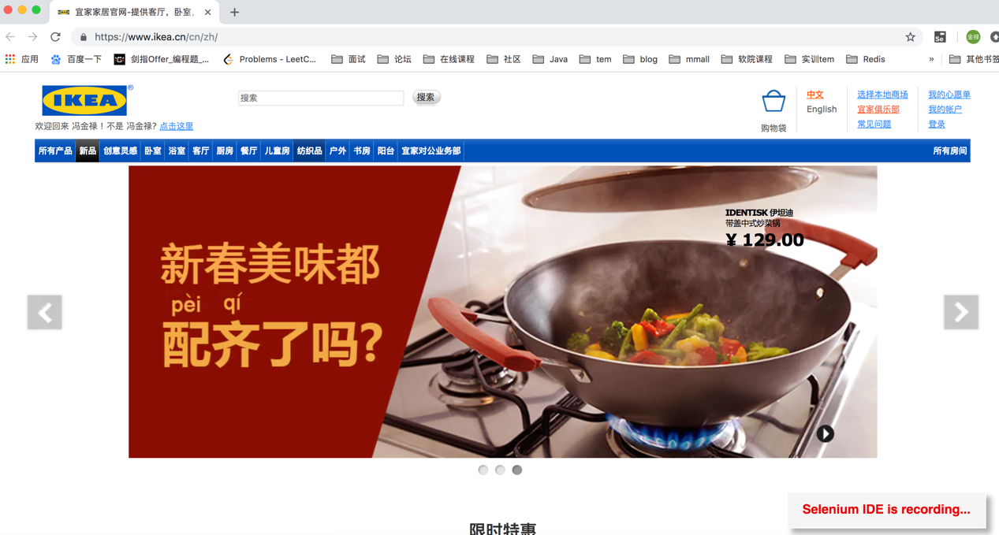 宜家家居官网-提供客厅，卧室，
https://www.ikea.cn/cn/zh/
Se
金禄
应用
百度一下
剑指Offer_编程题_...
Problems - LeetC...
面试
论坛
在线课程
社区
Java
tem
blog
mmall
软院课程
实训tem
Redis
»
其他书签
IKEA®
搜索
搜索
购物袋
中文
English
选择本地商场
宜家俱乐部
常见问题
我的心愿单
我的帐户
登录
欢迎回来 冯金禄！不是 冯金禄? 点击这里
所有产品 新品 创意灵感 卧室 浴室 客厅 厨房 餐厅 儿童房 纺织品 户外 书房 阳台 宜家对公业务部 所有房间
IDENTISK 伊坦迪
带盖中式炒菜锅
¥ 129.00
新春美味都
pèi qí
配齐了吗?
Selenium IDE is recording...
限时特惠